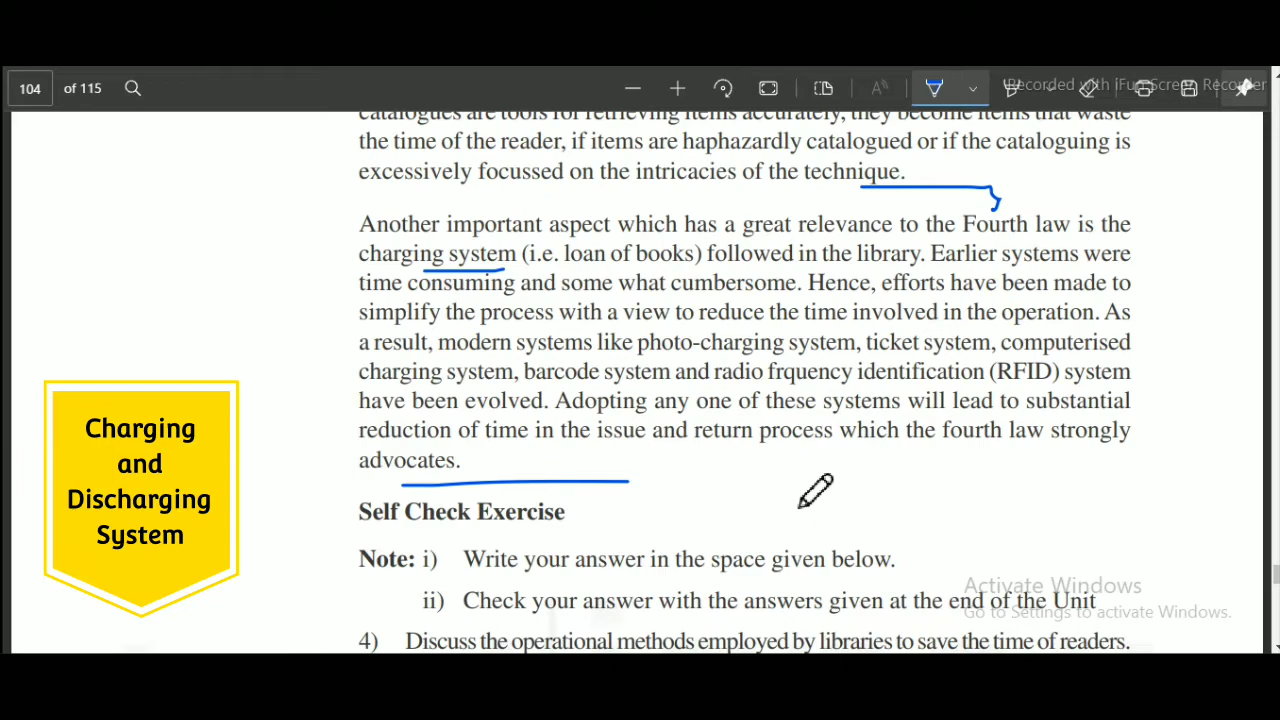 104 of 115
Recorded with iFun Screen Recorder
catalogues are tools for retrieving items accurately, they become items that waste
the time of the reader, if items are haphazardly catalogued or if the cataloguing is
excessively focussed on the intricacies of the technique.
Another important aspect which has a great relevance to the Fourth law is the
charging system (i.e. loan of books) followed in the library. Earlier systems were
time consuming and some what cumbersome. Hence, efforts have been made to
simplify the process with a view to reduce the time involved in the operation. As
a result, modern systems like photo-charging system, ticket system, computerised
charging system, barcode system and radio frquency identification (RFID) system
have been evolved. Adopting any one of these systems will lead to substantial
reduction of time in the issue and return process which the fourth law strongly
advocates.
Charging
and
Discharging
System
Self Check Exercise
Note: i) Write your answer in the space given below.
ii) Check your answer with the answers given at the end of the Unit
4) Discuss the operational methods employed by libraries to save the time of readers.
Activate Windows
Go to Settings to activate Windows.